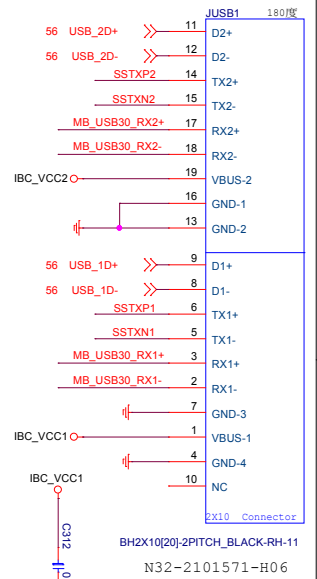 JUSB1 180度
56 USB_2D+ 11 D2+
56 USB_2D- 12 D2-
SSTXP2 14 TX2+
SSTXN2 15 TX2-
MB_USB30_RX2+ 17 RX2+
MB_USB30_RX2- 18 RX2-
IBC_VCC2 19 VBUS-2
16 GND-1
13 GND-2
56 USB_1D+ 9 D1+
56 USB_1D- 8 D1-
SSTXP1 6 TX1+
SSTXN1 5 TX1-
MB_USB30_RX1+ 3 RX1+
MB_USB30_RX1- 2 RX1-
7 GND-3
IBC_VCC1 1 VBUS-1
4 GND-4
10 NC
IBC_VCC1
2X10 Connector
C312
BH2X10[20]-2PITCH_BLACK-RH-11
N32-2101571-H06